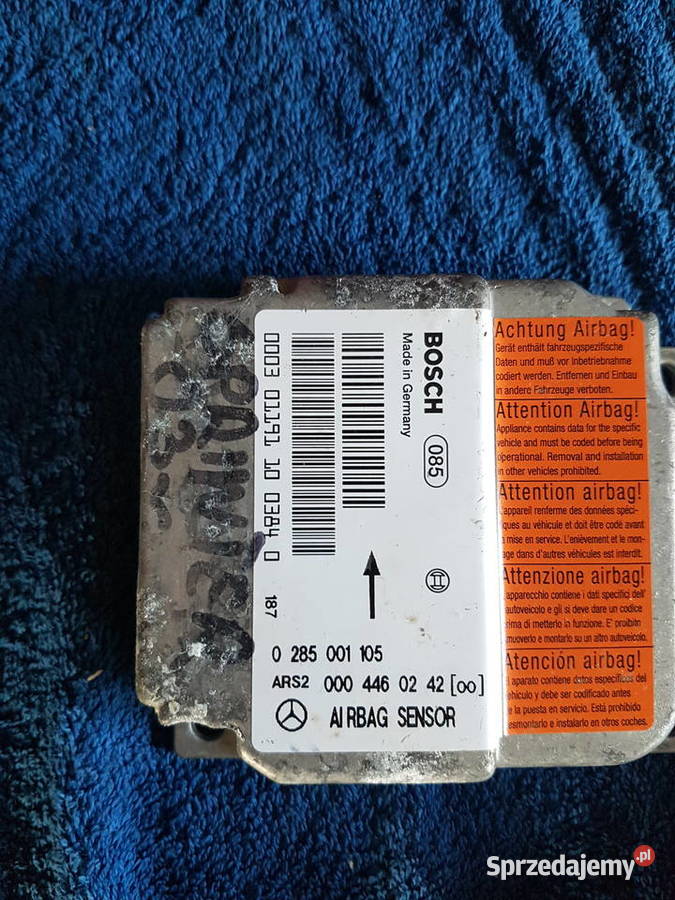 SPRINTER
03r
BOSCH
Made in Germany
085
0003 01191 10 0384 0
187
0 285 001 105
ARS2 000 446 02 42 [00]
AIRBAG SENSOR
Achtung Airbag!
Gerät enthält fahrzeugspezifische
Daten und muß vor Inbetriebnahme
codiert werden. Entfernen und Einbau
in andere Fahrzeuge verboten.
Attention Airbag!
Appliance contains data for the specific
vehicle and must be coded before being
operational. Removal and installation
in other vehicles prohibited.
Attention airbag!
L'appareil renferme des données spéci-
ques au véhicule et doit être codé avant
a mise en service. L'enièvement et le mon-
age dans d'autres véhicules est interdit.
Attenzione airbag!
apparecchio contiene i dati specifici dell'
autoveicolo e gli si deve dare un codice
rima di metterlo in funzione. E' proibito
muoverlo e montarlo su un altro autoveicolo.
Atención airbag!
El aparato contiene datos específicos del
vehiculo y debe ser codificado antes
e la puesta en servicio. Está prohibido
esmontarlo e instalarlo en otros coches.
Sprzedajemy.pl